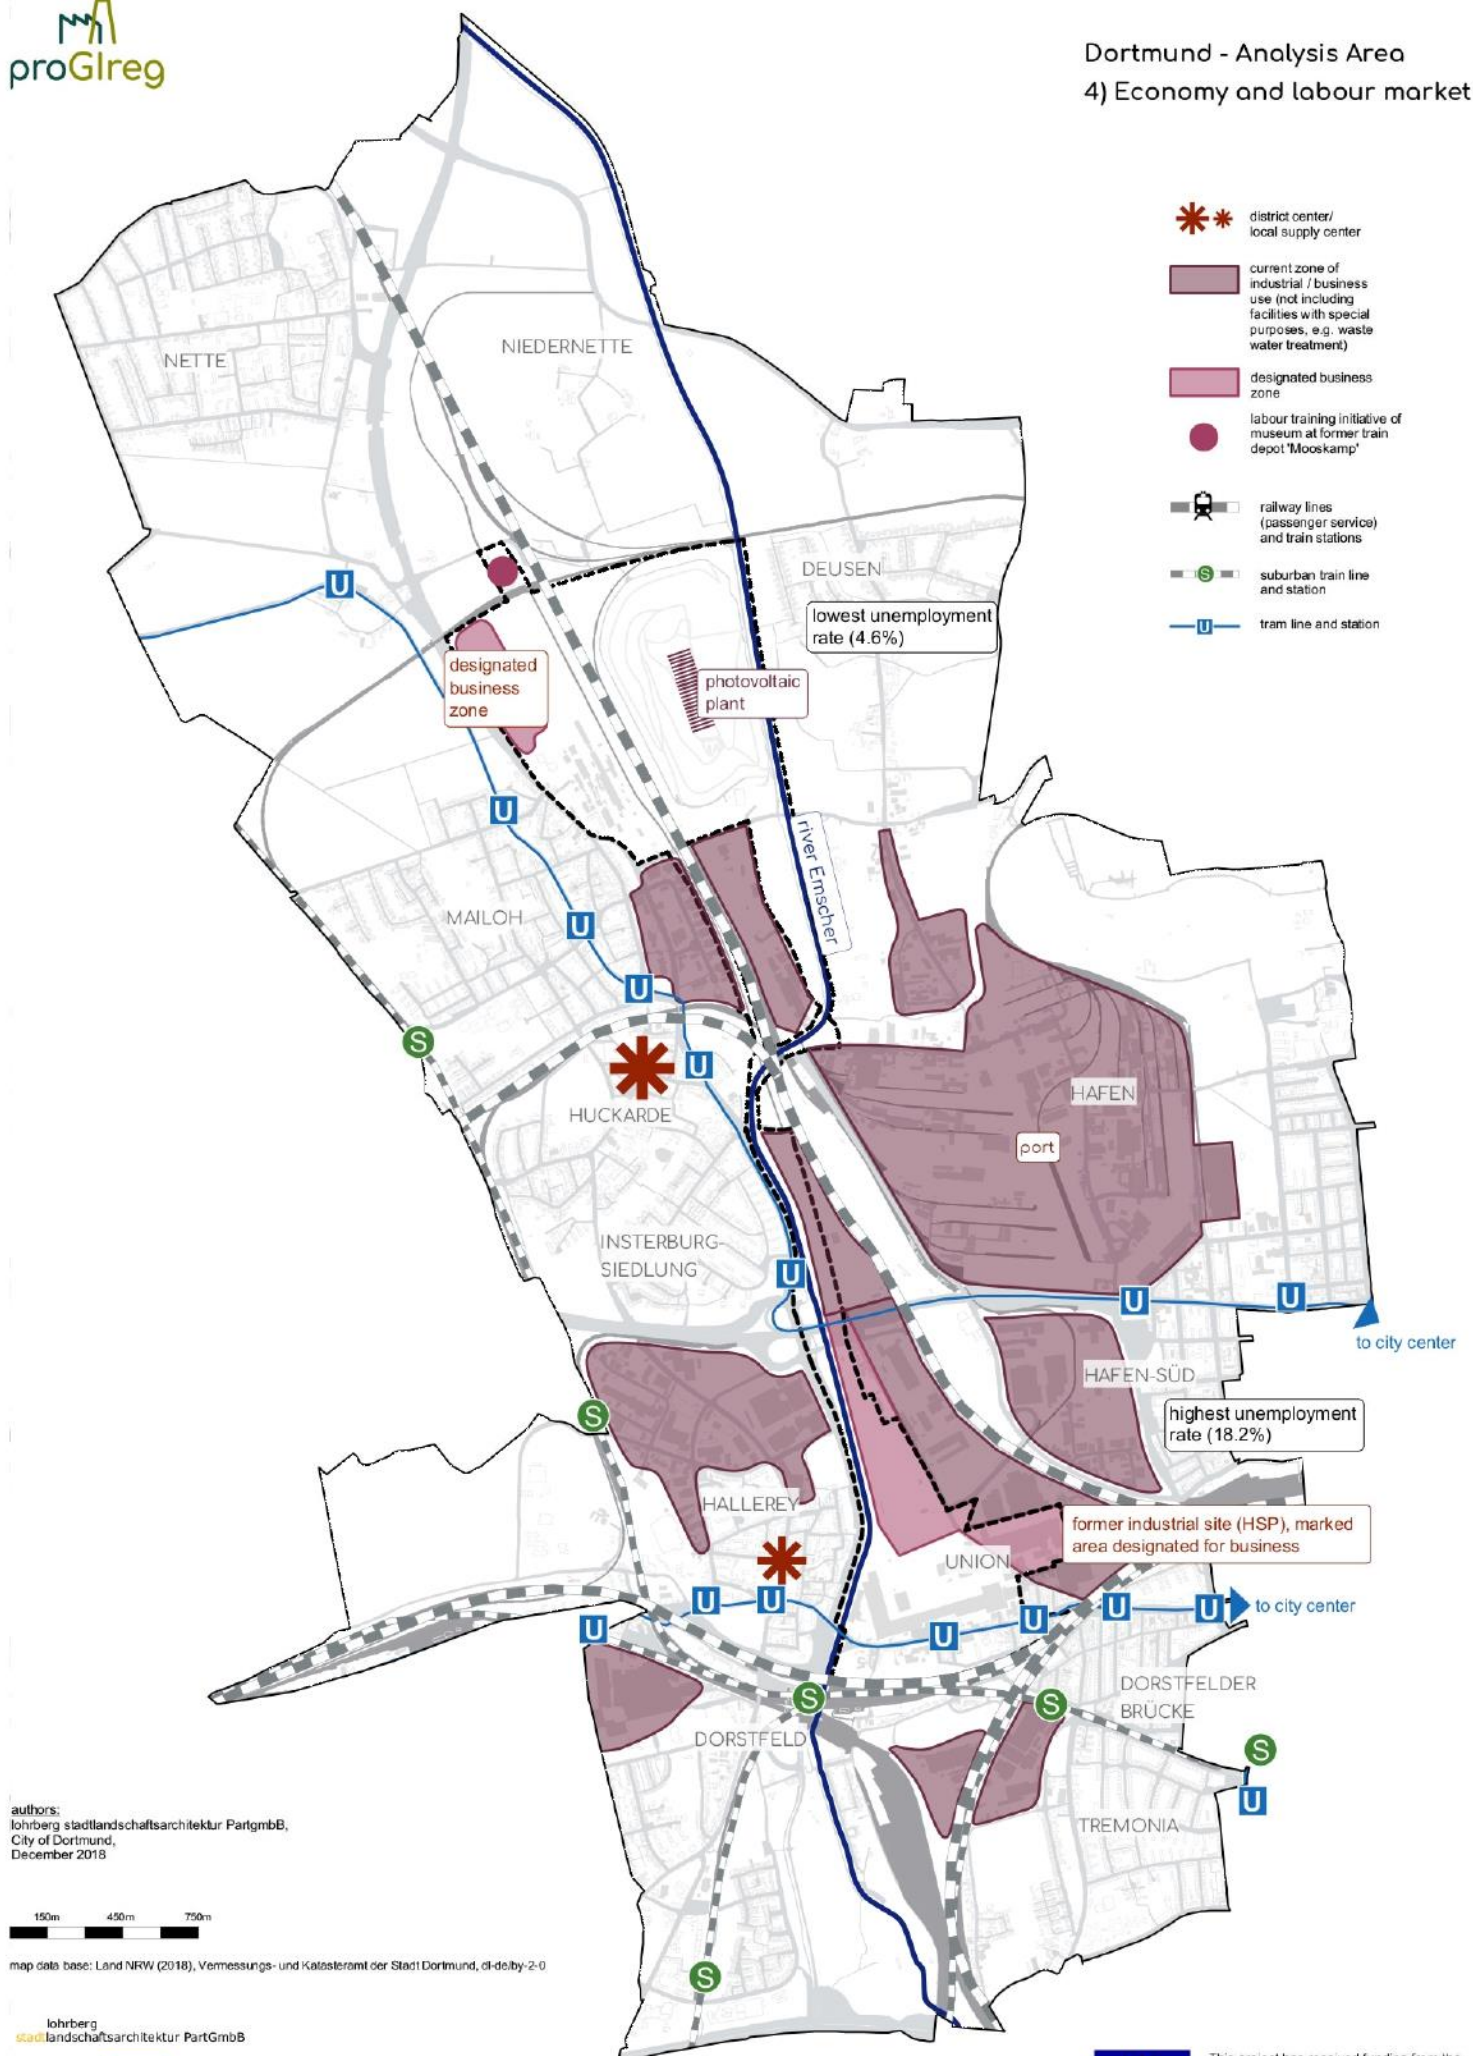 proGIreg
Dortmund - Analysis Area
4) Economy and labour market
district center/
local supply center
current zone of
industrial / business
use (not including
facilities with special
purposes, e.g. waste
water treatment)
designated business
zone
labour training initiative of
museum at former train
depot 'Mooskamp'
railway lines
(passenger service)
and train stations
S
suburban train line
and station
U
tram line and station
NETTE
NIEDERNETTE
DEUSEN
U
lowest unemployment
rate (4.6%)
designated
business
zone
photovoltaic
plant
U
river Emscher
MAILOH
U
U
S
U
HUCKARDE
HAFEN
port
INSTERBURG-
SIEDLUNG
U
U
U
to city center
HAFEN-SÜD
S
highest unemployment
rate (18.2%)
HALLEREY
former industrial site (HSP), marked
area designated for business
UNION
U
U
U
U
U
U
U
to city center
DORSTFELDER
BRÜCKE
S
S
DORSTFELD
S
U
TREMONIA
S
authors:
lohrberg stadtlandschaftsarchitektur PartgmbB,
City of Dortmund,
December 2018
150m 450m 750m
map data base: Land NRW (2018), Vermessungs- und Katasteramt der Stadt Dortmund, dl-de/by-2-0
lohrberg
stadtlandschaftsarchitektur PartGmbB
This project has received funding from the